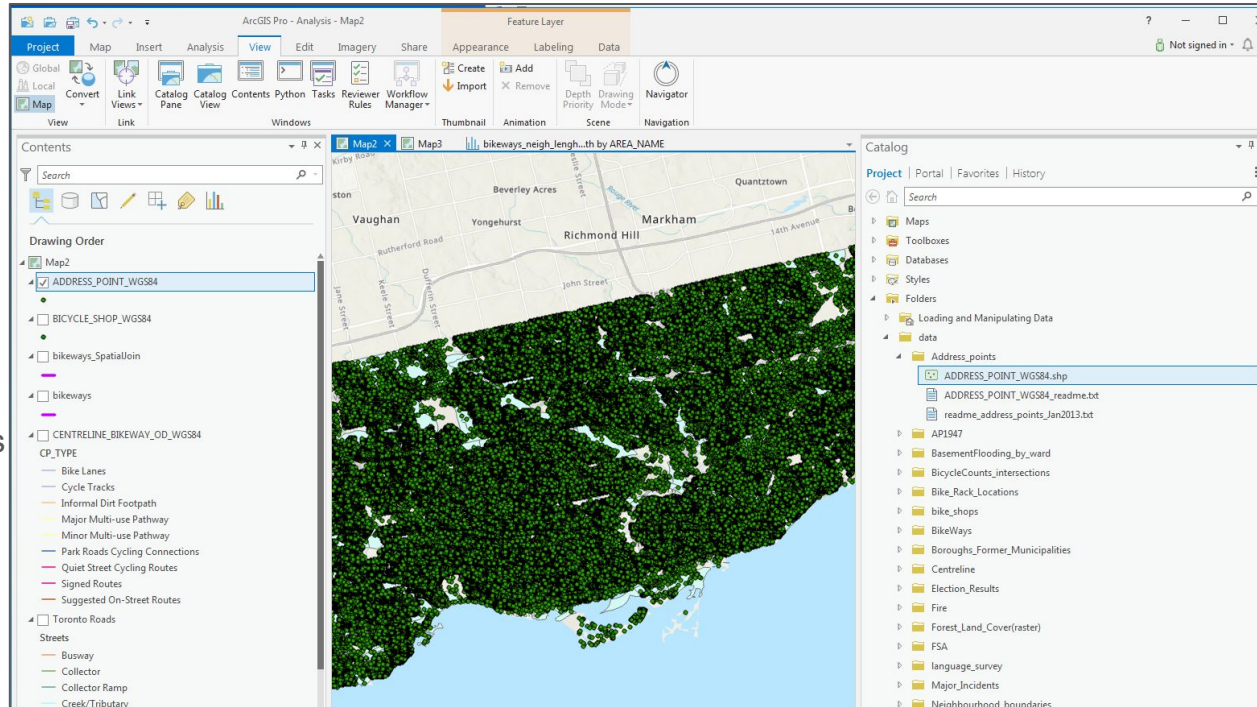 ArcGIS Pro - Analysis - Map2
Feature Layer
?
Project Map Insert Analysis View Edit Imagery Share Appearance Labeling Data
Not signed in
Global
Local
Map
Convert
Link Views
Catalog Pane
Catalog View
Contents
Python
Tasks
Reviewer Rules
Workflow Manager
Create
Import
Add
Remove
Depth Priority
Drawing Mode
Navigator
View Link Windows Thumbnail Animation Scene Navigation
Contents
Search
Drawing Order
Map2
ADDRESS_POINT_WGS84
BICYCLE_SHOP_WGS84
bikeways_SpatialJoin
bikeways
CENTRELINE_BIKEWAY_OD_WGS84
s
CP_TYPE
Bike Lanes
Cycle Tracks
Informal Dirt Footpath
Major Multi-use Pathway
Minor Multi-use Pathway
Park Roads Cycling Connections
Quiet Street Cycling Routes
Signed Routes
Suggested On-Street Routes
Toronto Roads
Streets
Busway
Collector
Collector Ramp
Creek/Tributary
Map2 Map3 bikeways_neigh_lengh...th by AREA_NAME
Kirby Road
eslie Street
ston
Beverley Acres
Rouge River
Quantztown
Vaughan
Yongehurst
Markham
Richmond Hill
14th Avenue
B
Rutherford Road
John Street
Jane Street
Keele Street
Dufferin Street
Catalog
Project | Portal | Favorites | History
Search
Maps
Toolboxes
Databases
Styles
Folders
Loading and Manipulating Data
data
Address_points
ADDRESS_POINT_WGS84.shp
ADDRESS_POINT_WGS84_readme.txt
readme_address_points_Jan2013.txt
AP1947
BasementFlooding_by_ward
BicycleCounts_intersections
Bike_Rack_Locations
bike_shops
BikeWays
Boroughs_Former_Municipalities
Centreline
Election_Results
Fire
Forest_Land_Cover(raster)
FSA
language_survey
Major_Incidents
Neighbourhood_boundaries